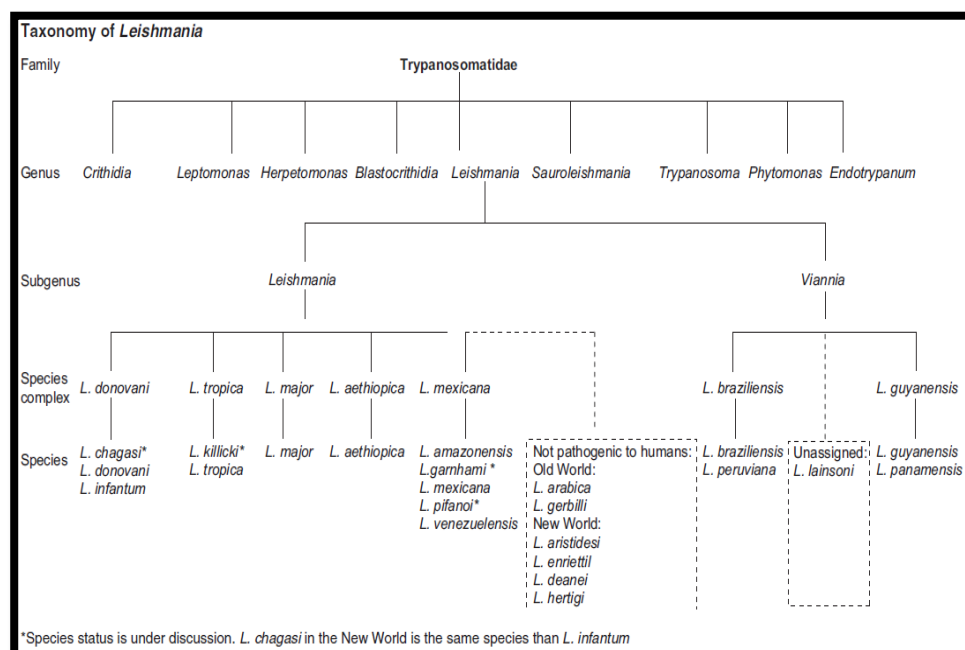 Taxonomy of Leishmania
Family Trypanosomatidae
Genus Crithidia Leptomonas Herpetomonas Blastocrithidia Leishmania Sauroleishmania Trypanosoma Phytomonas Endotrypanum
Subgenus Leishmania Viannia
Species complex L. donovani L. tropica L. major L. aethiopica L. mexicana L. braziliensis L. guyanensis
Species L. chagasi* L. killicki* L. major L. aethiopica L. amazonensis Not pathogenic to humans: L. braziliensis Unassigned: L. guyanensis
L. donovani L. tropica L.garnhami * Old World: L. peruviana L. lainsoni L. panamensis
L. infantum L. mexicana L. arabica
L. pifanoi* L. gerbilli
L. venezuelensis New World:
L. aristidesi
L. enriettil
L. deanei
L. hertigi
*Species status is under discussion. L. chagasi in the New World is the same species than L. infantum